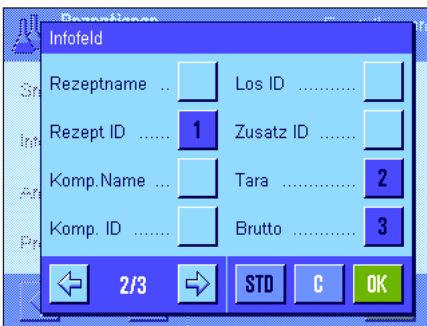 Infofeld
Rezeptname ..
Los ID ...........
Rezept ID ...... 1
Zusatz ID ........
Komp.Name ...
Tara ............. 2
Komp. ID ........
Brutto ........... 3
2/3
STD
C
OK